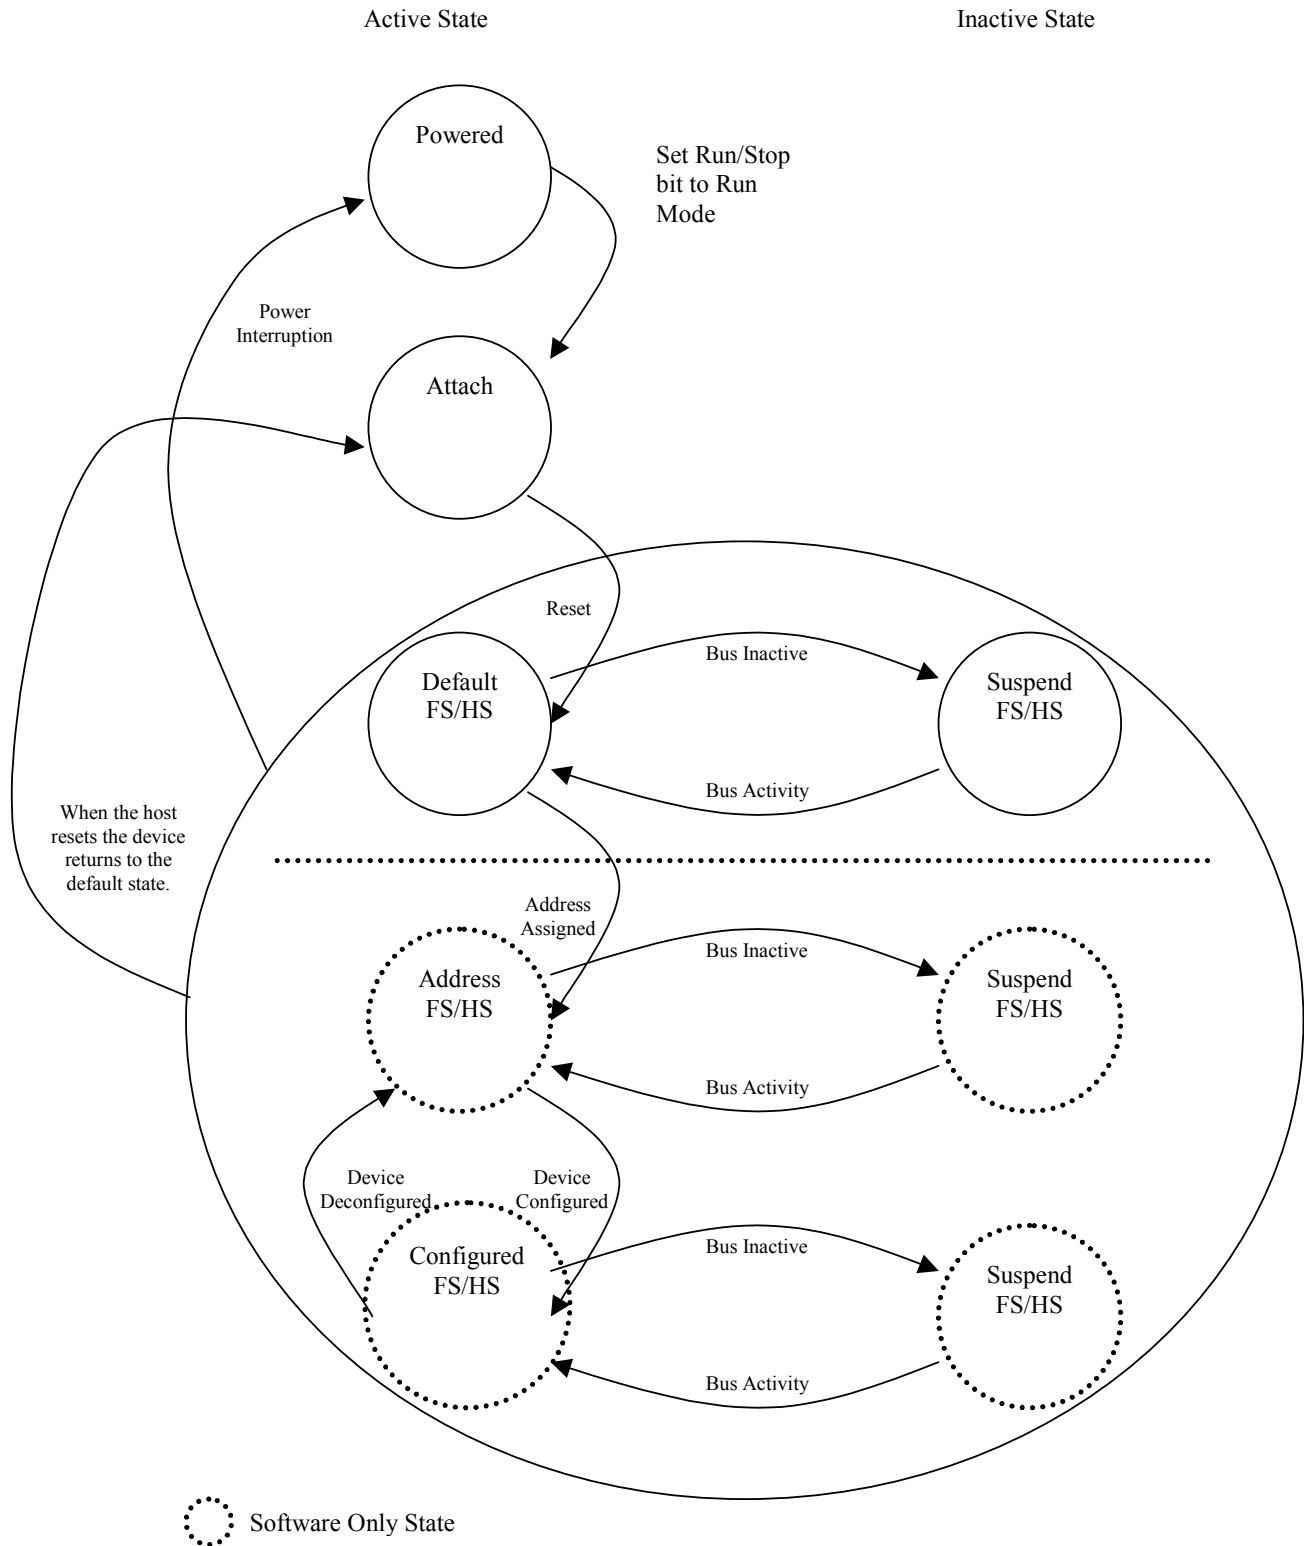 Active State
Inactive State
Powered
Set Run/Stop
bit to Run
Mode
Power
Interruption
Attach
Reset
Default
FS/HS
Bus Inactive
Suspend
FS/HS
Bus Activity
When the host
resets the device
returns to the
default state.
Address
Assigned
Address
FS/HS
Bus Inactive
Suspend
FS/HS
Bus Activity
Device
Deconfigured
Device
Configured
Configured
FS/HS
Bus Inactive
Suspend
FS/HS
Bus Activity
Software Only State